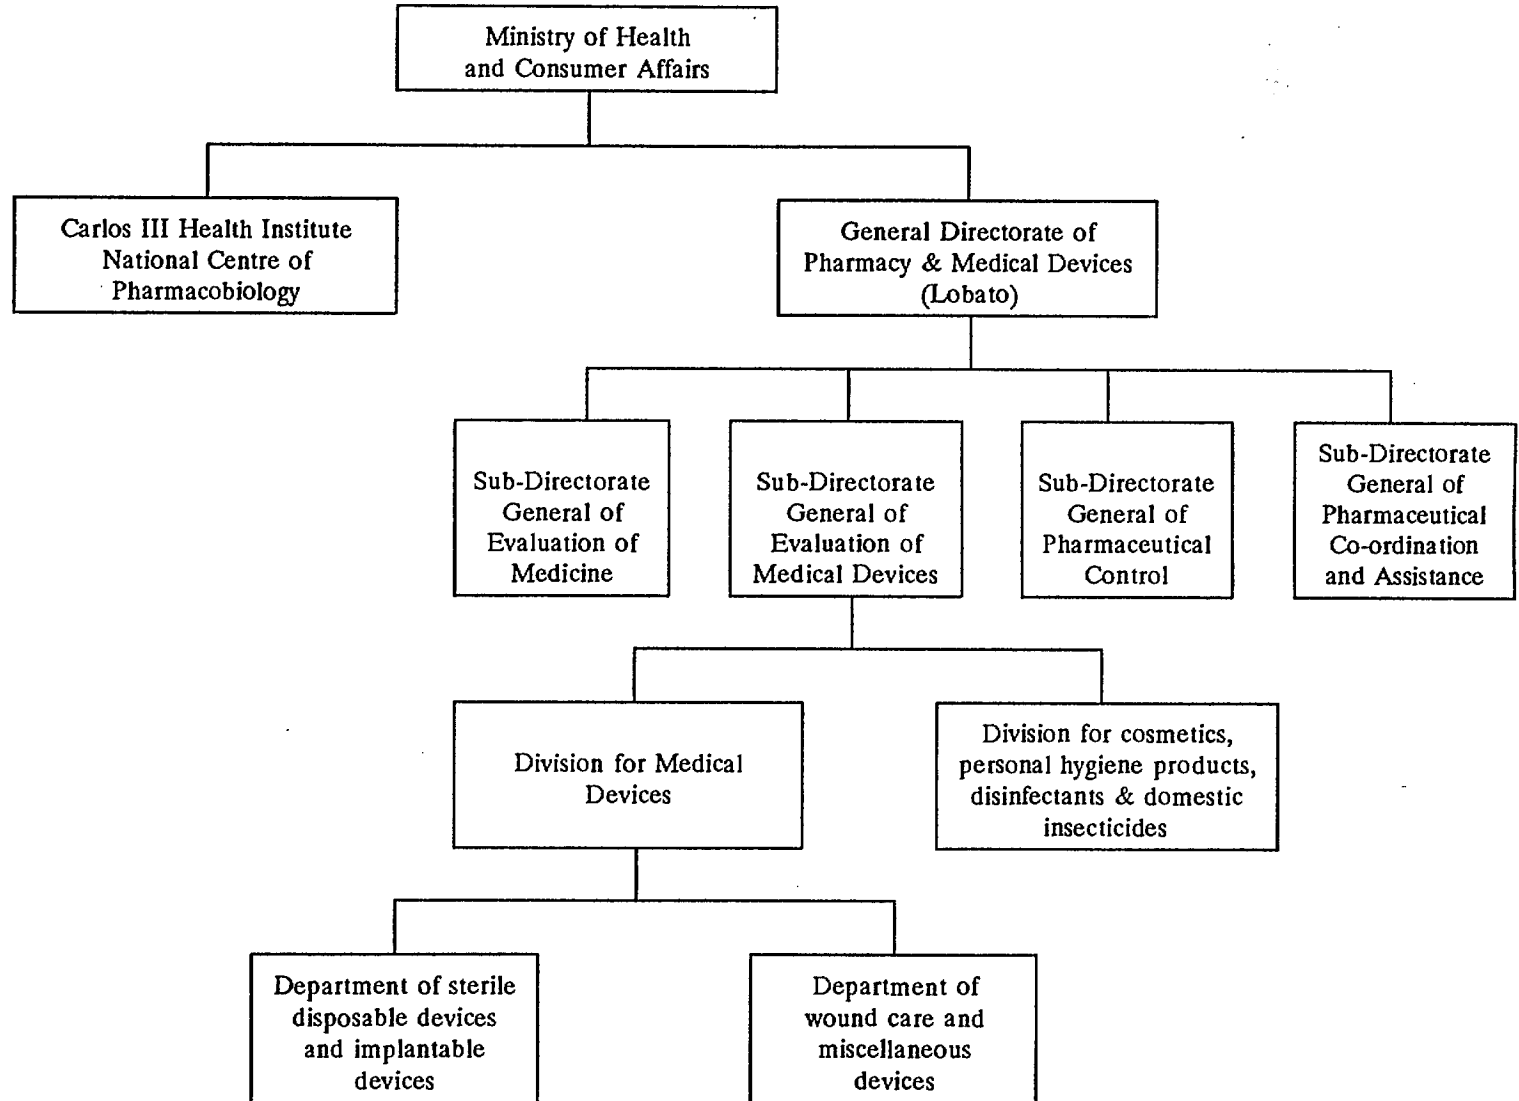 Ministry of Health
and Consumer Affairs
Carlos III Health Institute
National Centre of
Pharmacobiology
General Directorate of
Pharmacy & Medical Devices
(Lobato)
Sub-Directorate
General of
Evaluation of
Medicine
Sub-Directorate
General of
Evaluation of
Medical Devices
Sub-Directorate
General of
Pharmaceutical
Control
Sub-Directorate
General of
Pharmaceutical
Co-ordination
and Assistance
Division for Medical
Devices
Division for cosmetics,
personal hygiene products,
disinfectants & domestic
insecticides
Department of sterile
disposable devices
and implantable
devices
Department of
wound care and
miscellaneous
devices